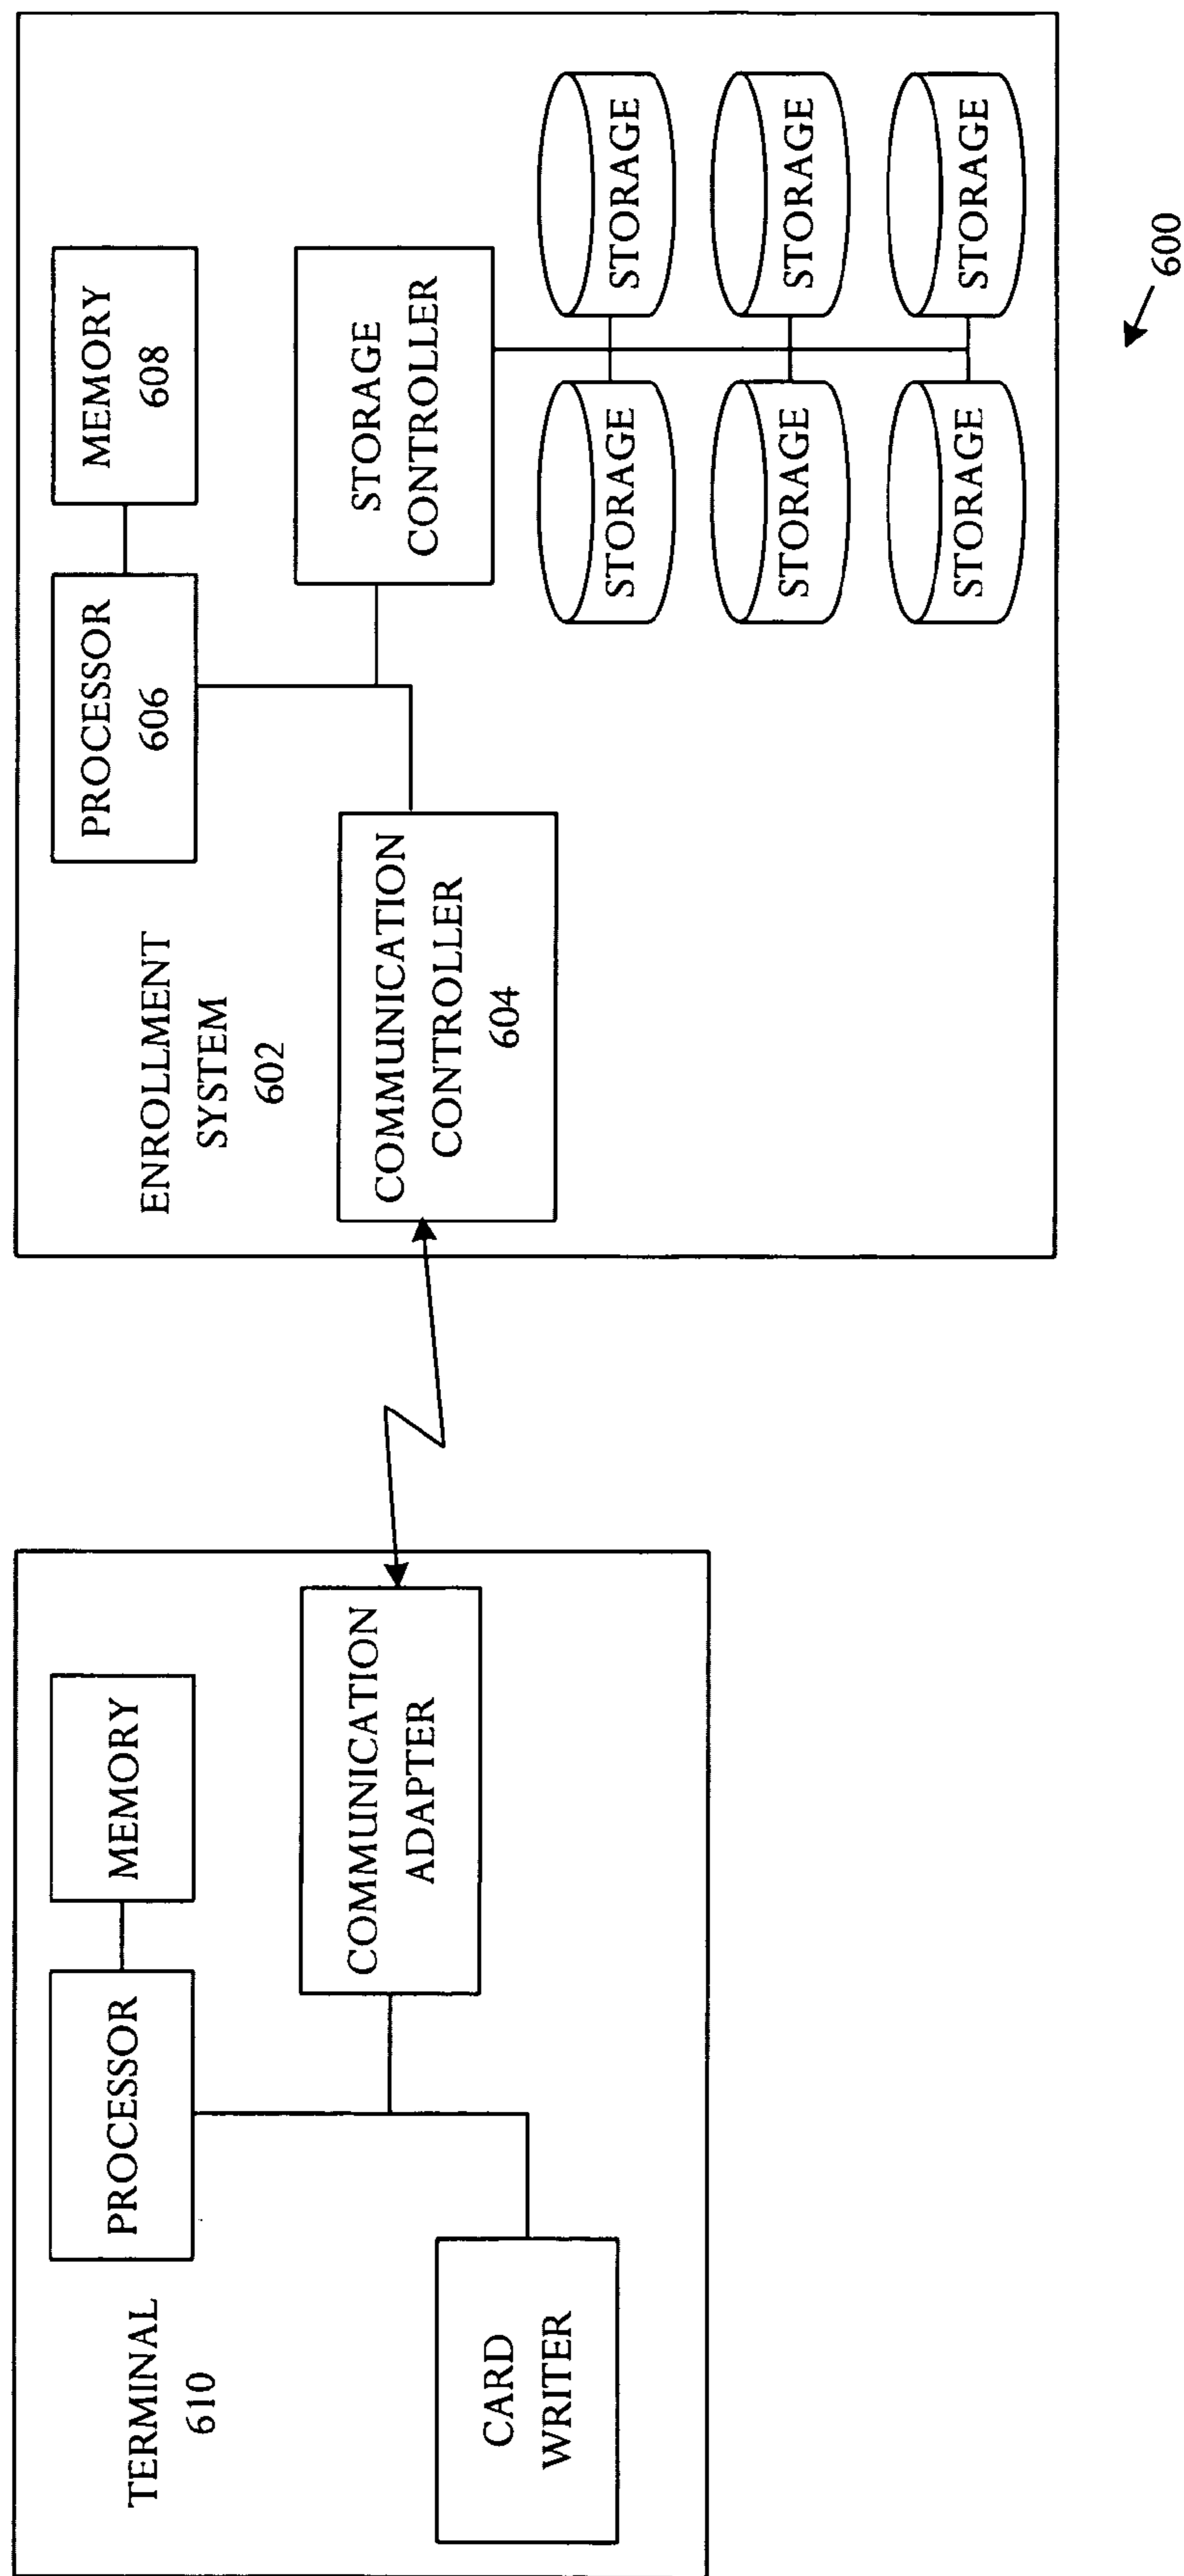 TERMINAL
610
PROCESSOR
MEMORY
CARD
WRITER
COMMUNICATION
ADAPTER
ENROLLMENT
SYSTEM
602
PROCESSOR
606
MEMORY
608
COMMUNICATION
CONTROLLER
604
STORAGE
CONTROLLER
STORAGE
STORAGE
STORAGE
STORAGE
STORAGE
STORAGE
600